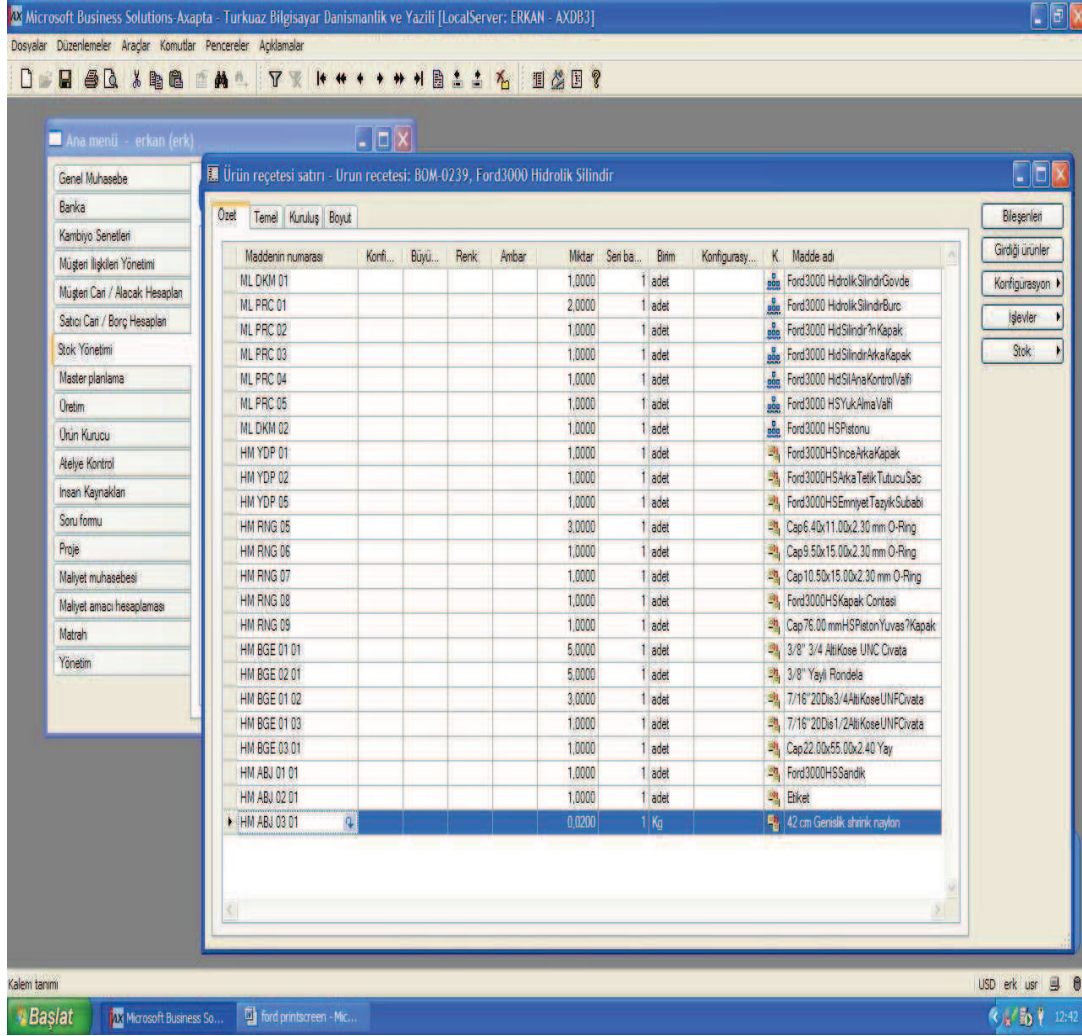 Microsoft Business Solutions-Axapta - Turkuaz Bilgisayar Danismanlik ve Yazili [LocalServer: ERKAN - AXDB3]
Dosyalar Düzenlemeler Araçlar Komutlar Pencereler Açıklamalar
Ana menü - erkan (erk)
Genel Muhasebe
Banka
Kambiyo Senetleri
Müşteri İlişkileri Yönetimi
Müşteri Cari / Alacak Hesapları
Satıcı Cari / Borç Hesapları
Stok Yönetimi
Master planlama
Üretim
Ürün Kurucu
Atelye Kontrol
İnsan Kaynakları
Soru formu
Proje
Maliyet muhasebesi
Maliyet amacı hesaplaması
Matrah
Yönetim
Ürün reçetesi satırı - Urun recetesi: BOM-0239, Ford3000 Hidrolik Silindir
Özet Temel Kuruluş Boyut
Maddenin numarası Konfi... Büyü... Renk Ambar Miktar Seri ba... Birim Konfigurasy... K Madde adı
ML DKM 01 1,0000 1 adet Ford3000 HidrolikSilindirGovde
ML PRC 01 2,0000 1 adet Ford3000 HidrolikSilindirBurc
ML PRC 02 1,0000 1 adet Ford3000 HidSilindir?nKapak
ML PRC 03 1,0000 1 adet Ford3000 HidSilindirArkaKapak
ML PRC 04 1,0000 1 adet Ford3000 HidSilAnaKontrolValfi
ML PRC 05 1,0000 1 adet Ford3000 HSYukAlmaValfi
ML DKM 02 1,0000 1 adet Ford3000 HSPistonu
HM YDP 01 1,0000 1 adet Ford3000HSInceArkaKapak
HM YDP 02 1,0000 1 adet Ford3000HSArkaTetikTutucuSac
HM YDP 05 1,0000 1 adet Ford3000HSEmniyetTazyikSubabi
HM RNG 05 3,0000 1 adet Cap6.40x11.00x2.30 mm O-Ring
HM RNG 06 1,0000 1 adet Cap9.50x15.00x2.30 mm O-Ring
HM RNG 07 1,0000 1 adet Cap10.50x15.00x2.30 mm O-Ring
HM RNG 08 1,0000 1 adet Ford3000HSKapak Contasi
HM RNG 09 1,0000 1 adet Cap76.00 mmHSPistonYuvas?Kapak
HM BGE 01 01 5,0000 1 adet 3/8" 3/4 AltiKose UNC Civata
HM BGE 02 01 5,0000 1 adet 3/8" Yayli Rondela
HM BGE 01 02 3,0000 1 adet 7/16"20Dis3/4AltiKoseUNFCivata
HM BGE 01 03 1,0000 1 adet 7/16"20Dis1/2AltiKoseUNFCivata
HM BGE 03 01 1,0000 1 adet Cap22.00x55.00x2.40 Yay
HM ABJ 01 01 1,0000 1 adet Ford3000HSSandik
HM ABJ 02 01 1,0000 1 adet Etiket
HM ABJ 03 01 0,0200 1 Kg 42 cm Genislik shrink naylon
Bileşenleri
Girdiği ürünler
Konfigürasyon
İşlevler
Stok
Kalem tanımı USD erk usr
Başlat Microsoft Business So... ford printscreen - Mic... 12:42